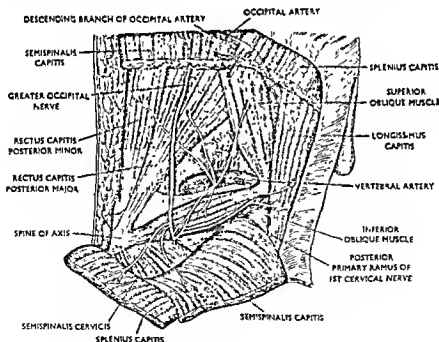 DESCENDING BRANCH OF OCCIPITAL ARTERY
OCCIPITAL ARTERY
SEMISPINALIS
CAPITIS
SPLENIUS CAPITIS
GREATER OCCIPITAL
NERVE
SUPERIOR
OBLIQUE MUSCLE
RECTUS CAPITIS
POSTERIOR MINOR
LONGISSIMUS
CAPITIS
RECTUS CAPITIS
POSTERIOR MAJOR
VERTEBRAL ARTERY
SPINE OF AXIS
INFERIOR
OBLIQUE MUSCLE
POSTERIOR
PRIMARY RAMUS OF
1ST CERVICAL NERVE
SEMISPINALIS CAPITIS
SEMISPINALIS CERVICIS
SPLENIUS CAPITIS